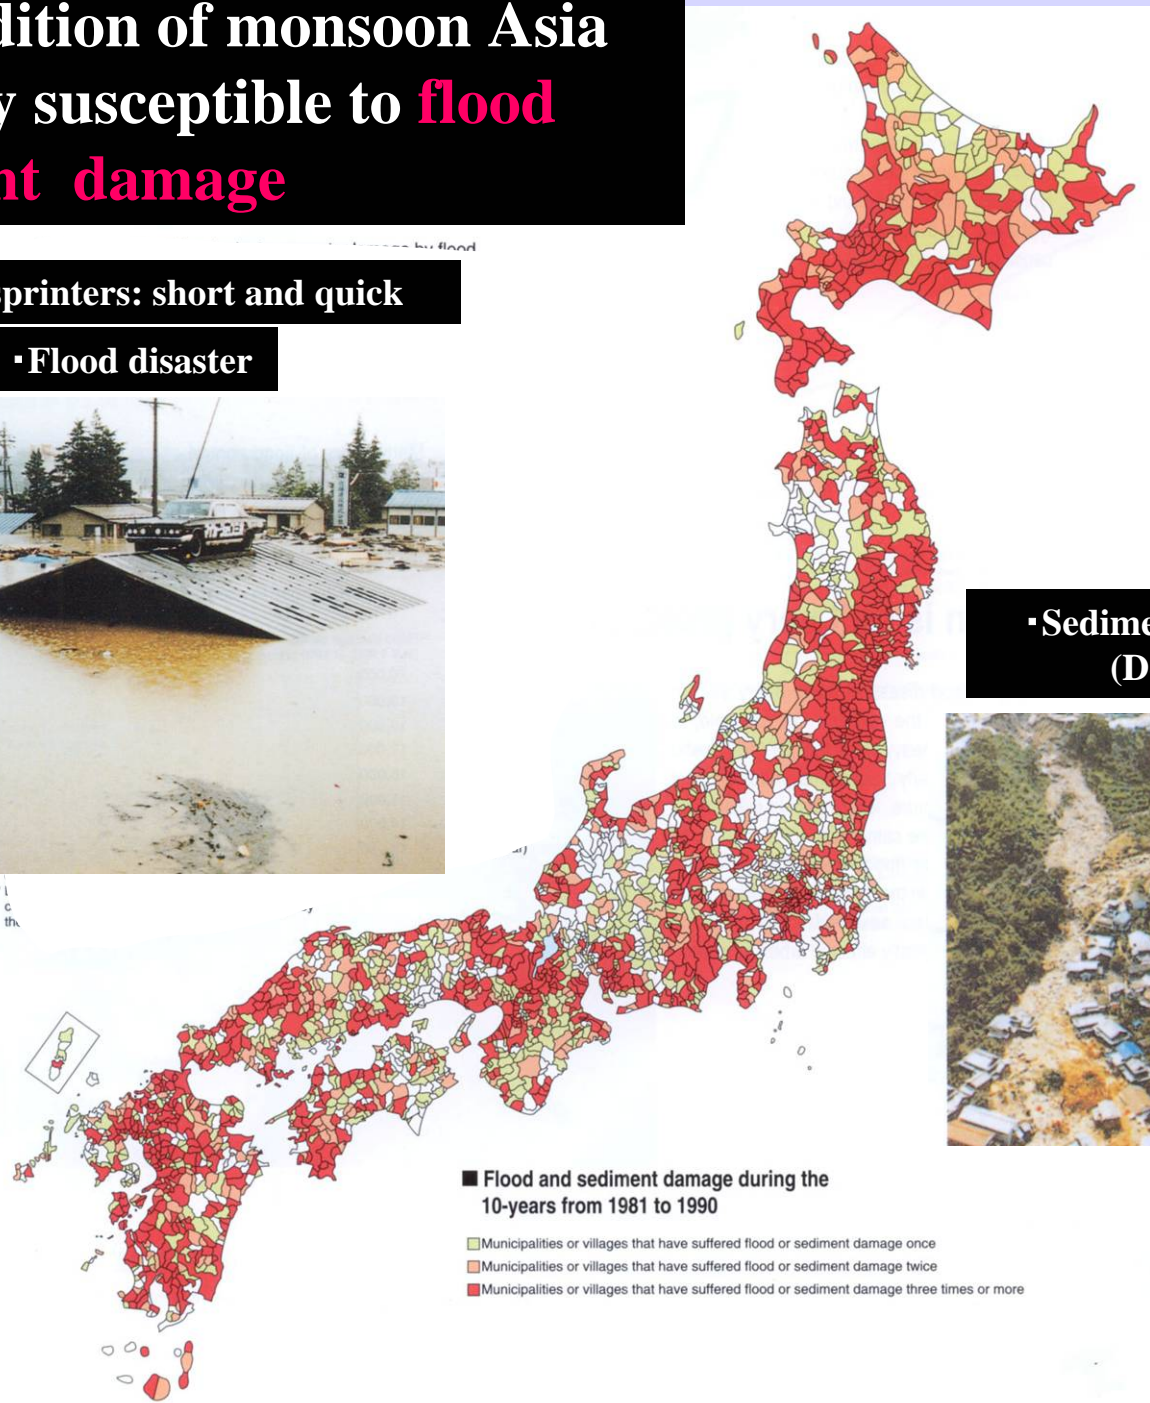 dition of monsoon Asia
y susceptible to flood
nt damage
by flood
sprinters: short and quick
▪Flood disaster
▪Sedime
(D
c
the
■ Flood and sediment damage during the
10-years from 1981 to 1990
Municipalities or villages that have suffered flood or sediment damage once
Municipalities or villages that have suffered flood or sediment damage twice
Municipalities or villages that have suffered flood or sediment damage three times or more